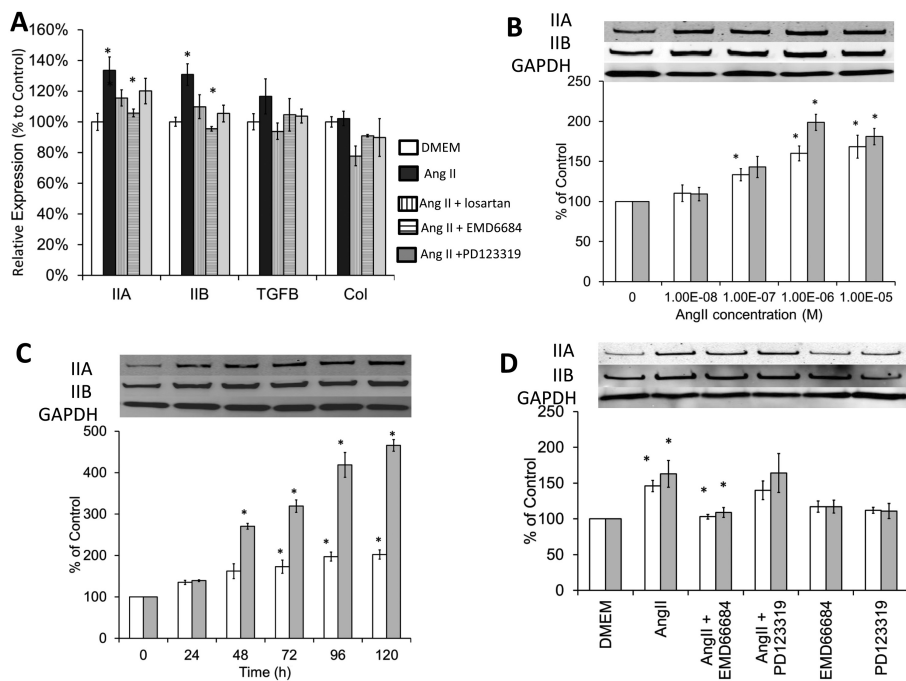 A
Relative Expression (% to Control)
160%
140%
120%
100%
80%
60%
40%
20%
0%
* * * *
IIA IIB TGFB Col
DMEM
Ang II
Ang II + losartan
Ang II + EMD6684
Ang II +PD123319
B
IIA
IIB
GAPDH
% of Control
250
200
150
100
50
0
* * * * *
0 1.00E-08 1.00E-07 1.00E-06 1.00E-05
AngII concentration (M)
C
IIA
IIB
GAPDH
% of Control
500
400
300
200
100
0
* * * * * * *
0 24 48 72 96 120
Time (h)
D
IIA
IIB
GAPDH
% of Control
250
200
150
100
50
0
* * * *
DMEM
AngII
AngII +
EMD66684
AngII +
PD123319
EMD66684
PD123319